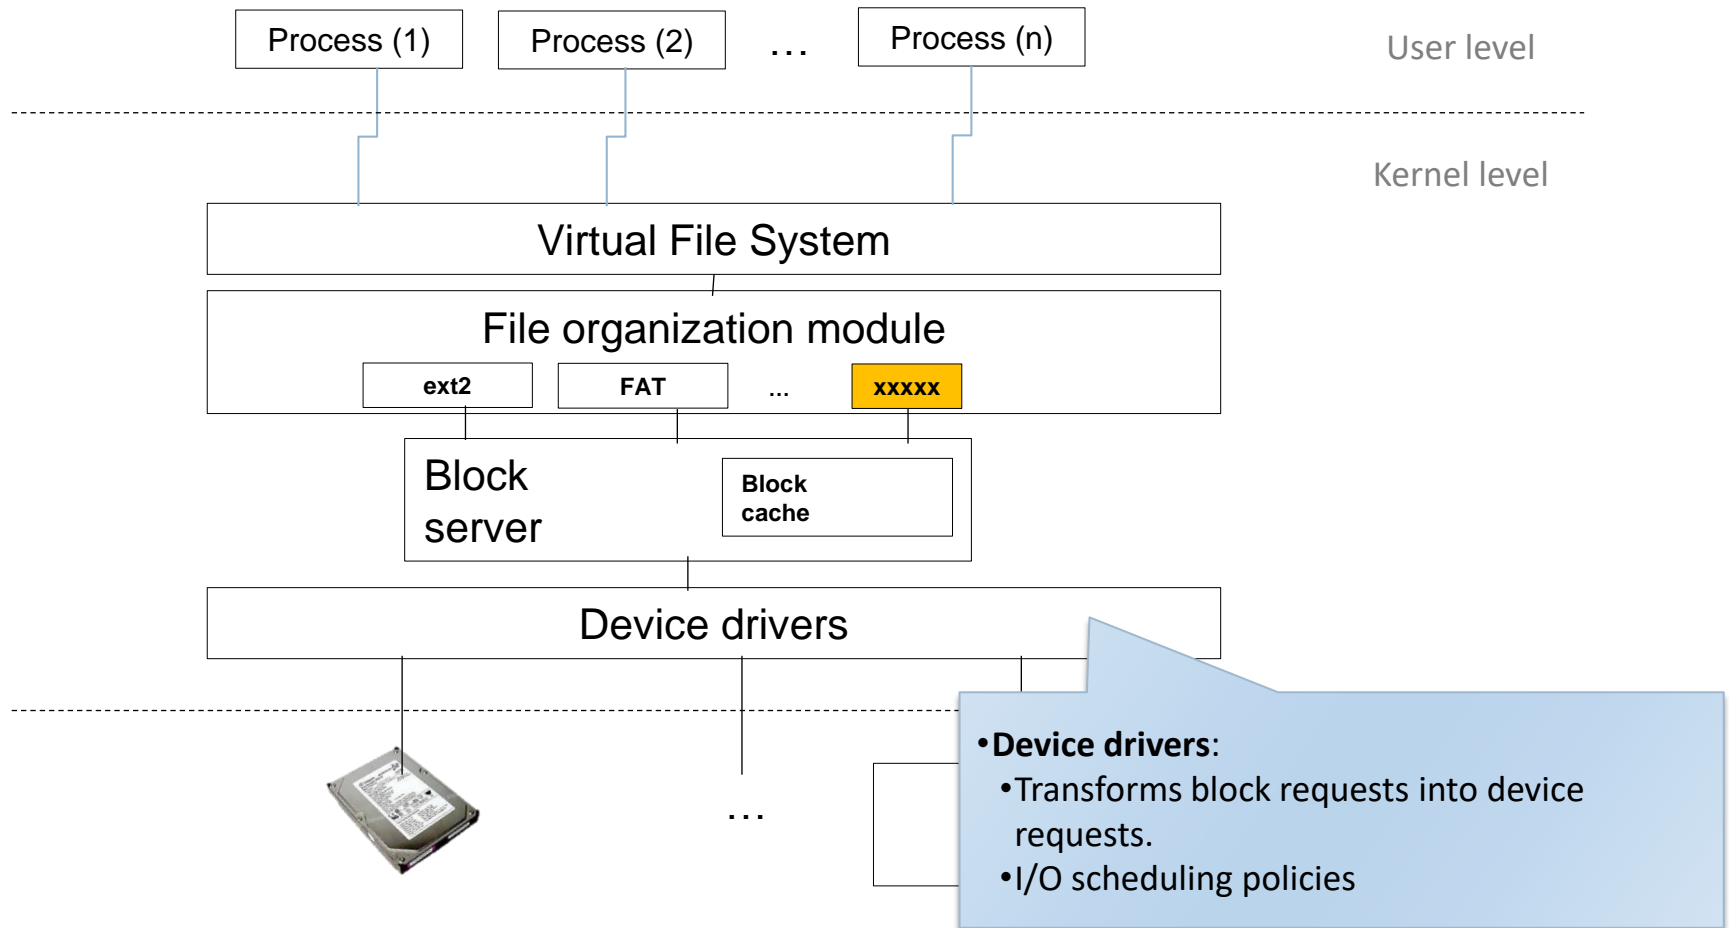 Process (1)
Process (2)
...
Process (n)
User level
Kernel level
Virtual File System
File organization module
ext2
FAT
...
xxxxx
Block
server
Block
cache
Device drivers
...
•Device drivers:
•Transforms block requests into device
requests.
•I/O scheduling policies